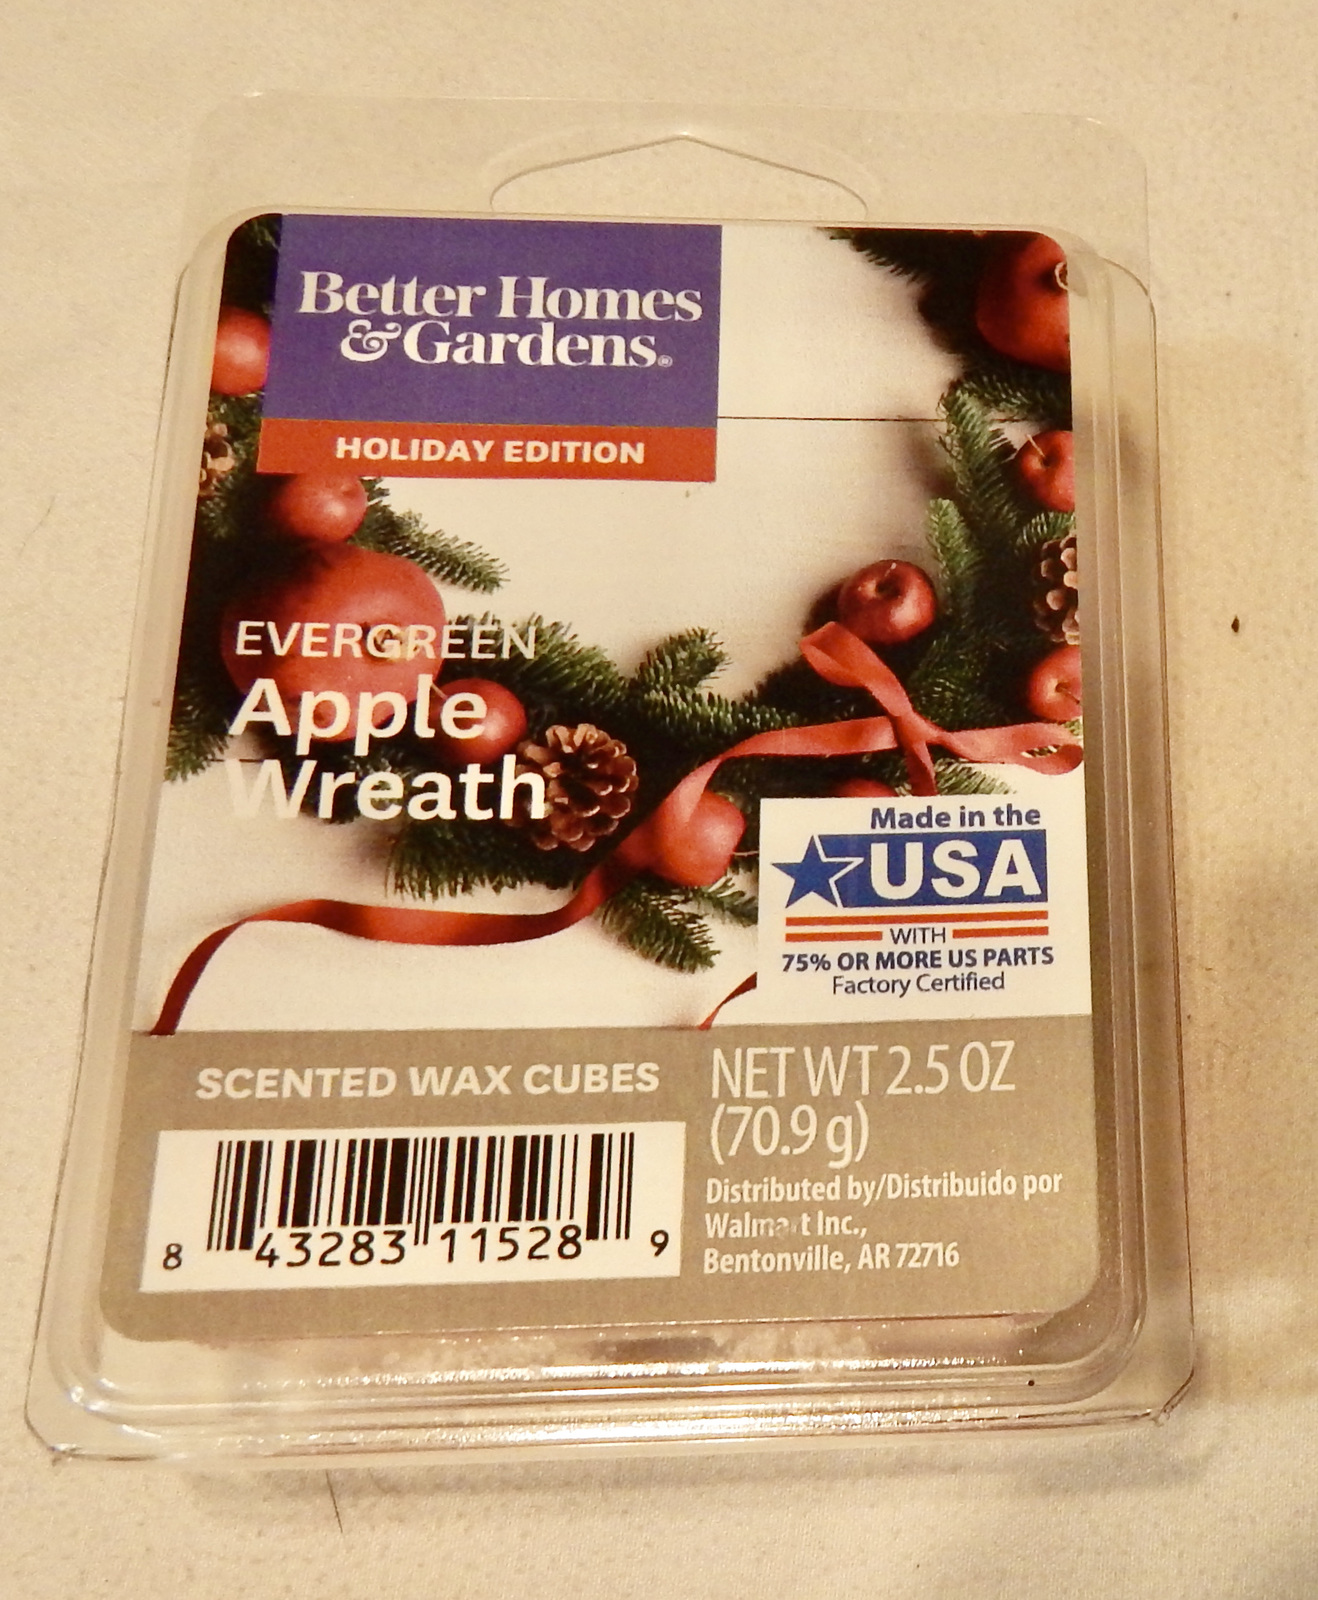 Better Homes
& Gardens®
HOLIDAY EDITION
EVERGREEN
Apple
Wreath
Made in the
USA
WITH
75% OR MORE US PARTS
Factory Certified
SCENTED WAX CUBES
NET WT 2.5 OZ
(70.9 g)
Distributed by/Distribuido por
Walmart Inc.,
Bentonville, AR 72716
8 43283 11528 9